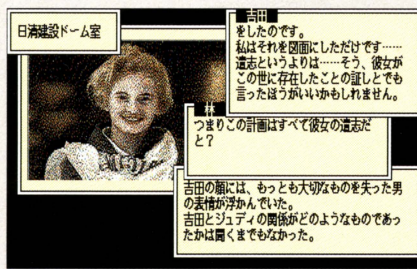 日清建設ドーム室
吉田
をしたのです。
私はそれを図面にしただけです……
遺志というよりは……そう、彼女が
この世に存在したことの証しとでも
言ったほうがいいかもしれません。
林
つまりこの計画はすべて彼女の遺志だ
と？
吉田の顔には、もっとも大切なものを失った男
の表情が浮かんでいた。
吉田とジュディの関係がどのようなものであっ
たかは聞くまでもなかった。